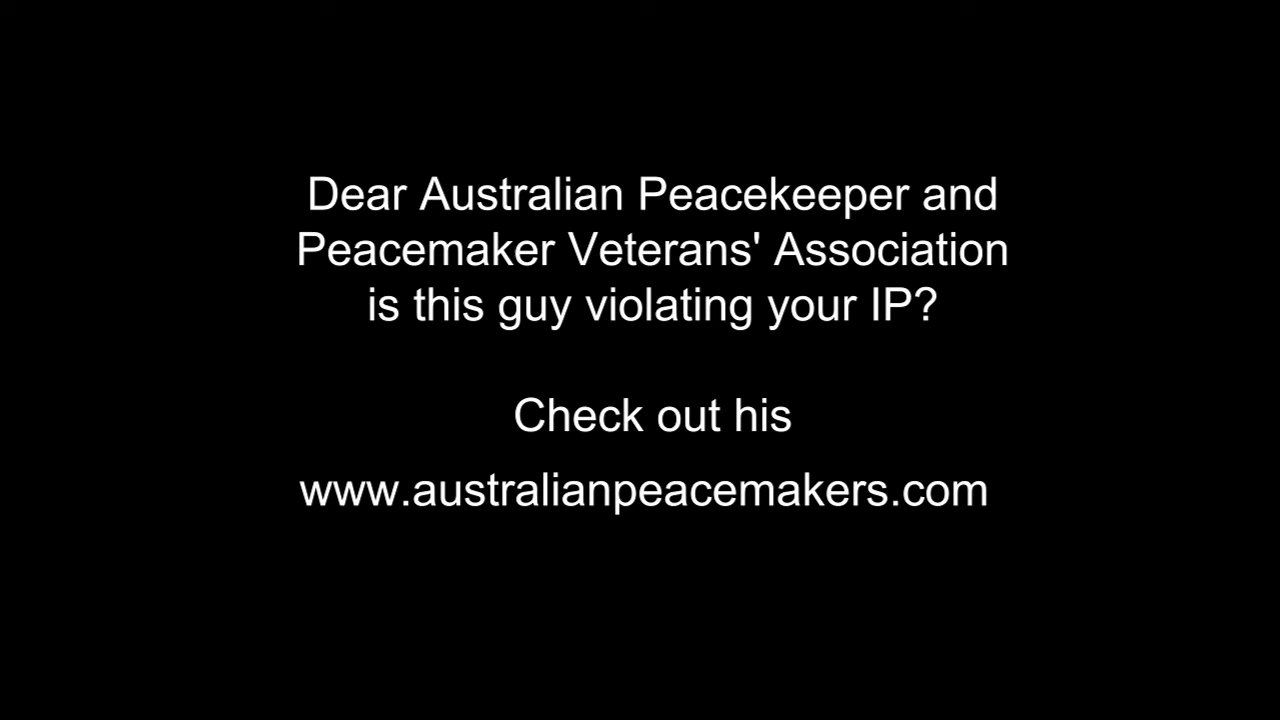 Dear Australian Peacekeeper and
Peacemaker Veterans' Association
is this guy violating your IP?
Check out his
www.australianpeacemakers.com